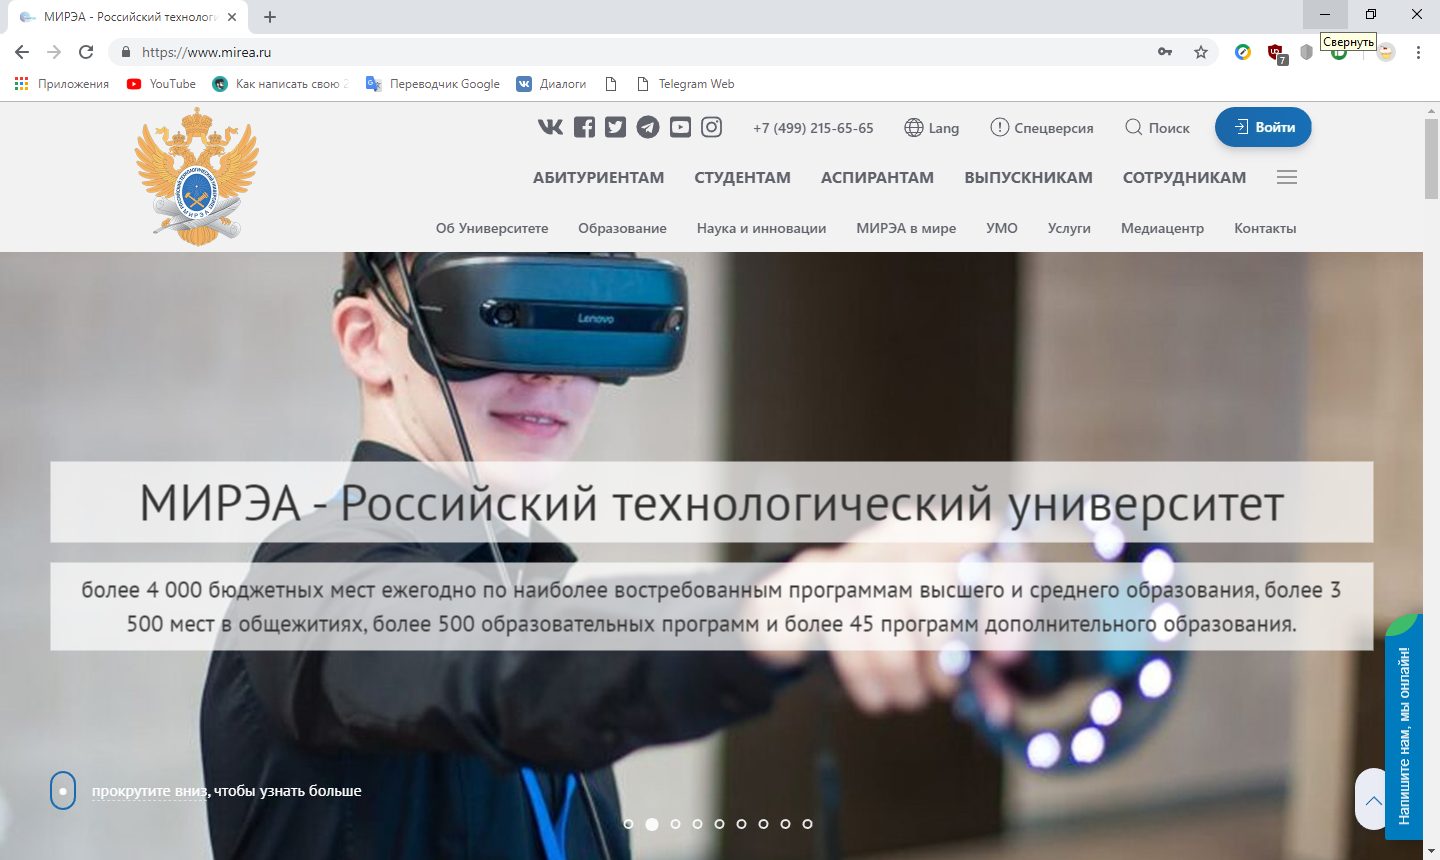 МИРЭА - Российский технологи
https://www.mirea.ru
Свернуть
7
Приложения
YouTube
Как написать свою 2
Переводчик Google
Диалоги
Telegram Web
+7 (499) 215-65-65
Lang
Спецверсия
Поиск
Войти
АБИТУРИЕНТАМ
СТУДЕНТАМ
АСПИРАНТАМ
ВЫПУСКНИКАМ
СОТРУДНИКАМ
Об Университете
Образование
Наука и инновации
МИРЭА в мире
УМО
Услуги
Медиацентр
Контакты
Lenovo
МИРЭА - Российский технологический университет
более 4 000 бюджетных мест ежегодно по наиболее востребованным программам высшего и среднего образования, более 3
500 мест в общежитиях, более 500 образовательных программ и более 45 программ дополнительного образования.
Напишите нам, мы онлайн!
прокрутите вниз, чтобы узнать больше